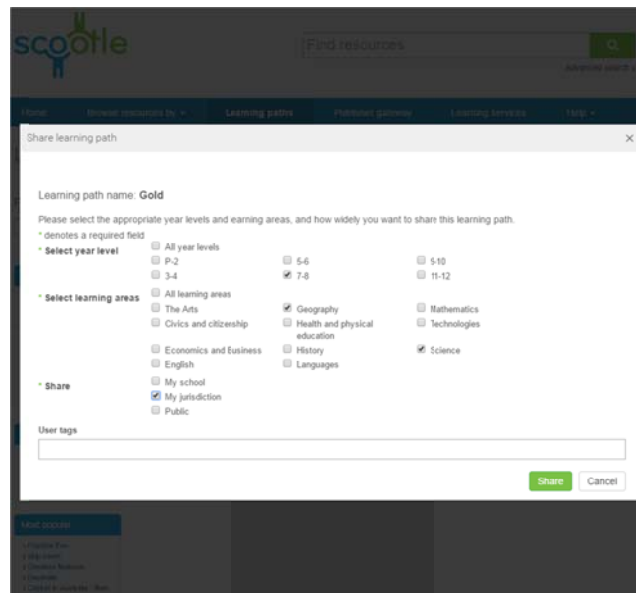 scootle
Find resources
Advanced search
Home Browse resources by Learning paths Publisher gateway Learning services Help
Share learning path ×
Learning path name: Gold
Please select the appropriate year levels and earning areas, and how widely you want to share this learning path.
* denotes a required field
* Select year level
All year levels
P-2 5-6 9-10
3-4 7-8 11-12
* Select learning areas
All learning areas
The Arts Geography Mathematics
Civics and citizenship Health and physical education Technologies
Economics and Business History Science
English Languages
* Share
My school
My jurisdiction
Public
User tags
Share Cancel
Most popular